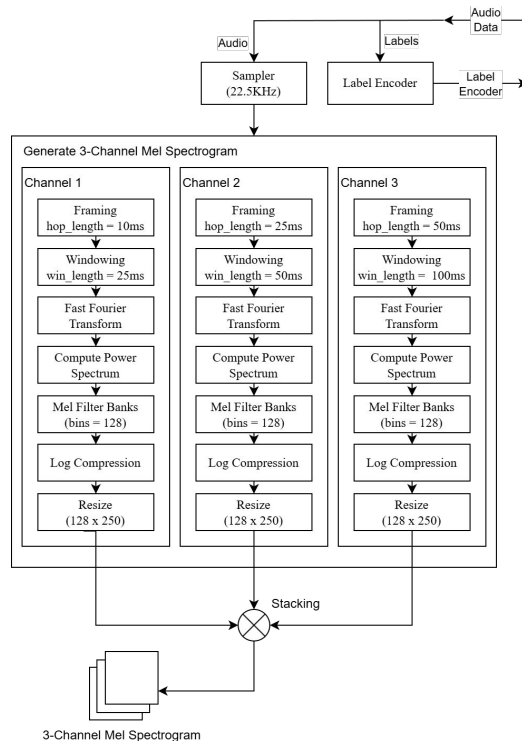 Audio
Data
Audio
Labels
Sampler
(22.5KHz)
Label Encoder
Label
Encoder
Generate 3-Channel Mel Spectrogram
Channel 1
Framing
hop_length = 10ms
Windowing
win_length = 25ms
Fast Fourier
Transform
Compute Power
Spectrum
Mel Filter Banks
(bins = 128)
Log Compression
Resize
(128 x 250)
Channel 2
Framing
hop_length = 25ms
Windowing
win_length = 50ms
Fast Fourier
Transform
Compute Power
Spectrum
Mel Filter Banks
(bins = 128)
Log Compression
Resize
(128 x 250)
Channel 3
Framing
hop_length = 50ms
Windowing
win_length = 100ms
Fast Fourier
Transform
Compute Power
Spectrum
Mel Filter Banks
(bins = 128)
Log Compression
Resize
(128 x 250)
Stacking
3-Channel Mel Spectrogram